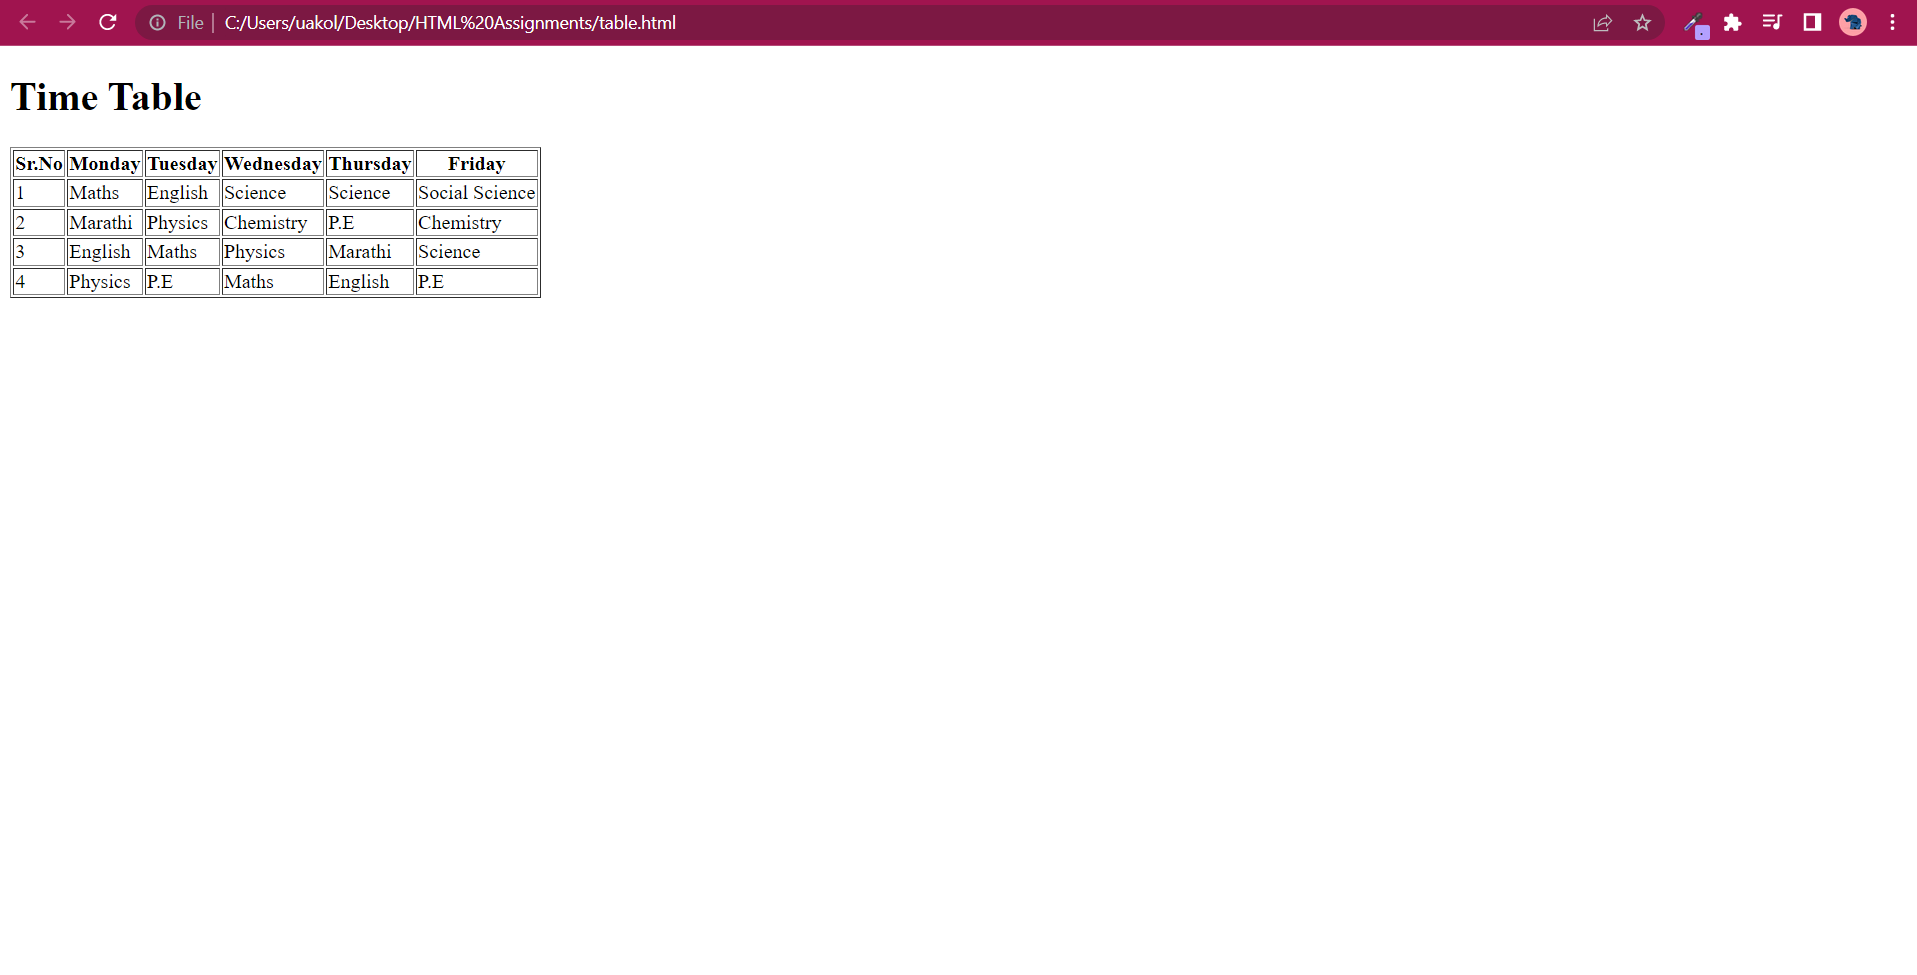 File | C:/Users/uakol/Desktop/HTML%20Assignments/table.html
Time Table
Sr.No Monday Tuesday Wednesday Thursday Friday
1 Maths English Science Science Social Science
2 Marathi Physics Chemistry P.E Chemistry
3 English Maths Physics Marathi Science
4 Physics P.E Maths English P.E